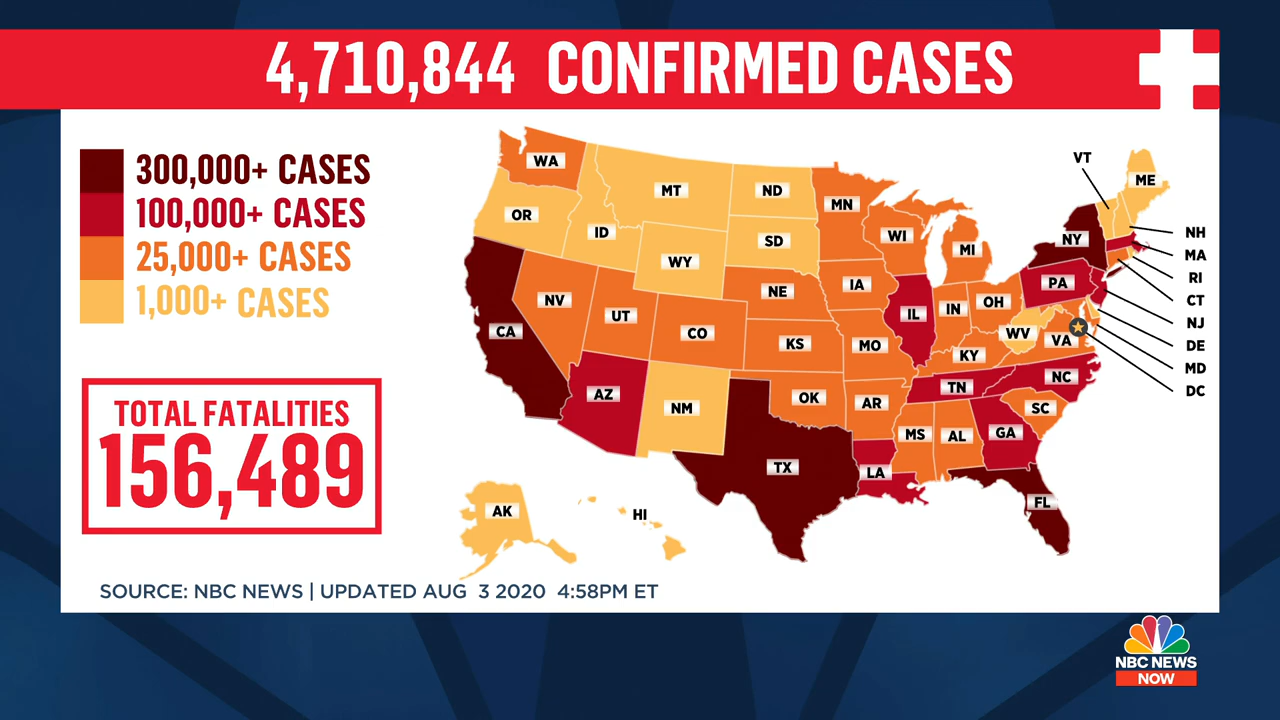 4,710,844 CONFIRMED CASES
300,000+ CASES
100,000+ CASES
25,000+ CASES
1,000+ CASES
TOTAL FATALITIES
156,489
WA
OR
CA
NV
ID
MT
WY
UT
AZ
CO
NM
ND
SD
NE
KS
OK
TX
MN
IA
MO
AR
LA
WI
IL
MI
IN
OH
KY
TN
MS
AL
GA
FL
SC
NC
VA
WV
PA
NY
VT
ME
NH
MA
RI
CT
NJ
DE
MD
DC
AK
HI
SOURCE: NBC NEWS | UPDATED AUG 3 2020 4:58PM ET
NBC NEWS
NOW